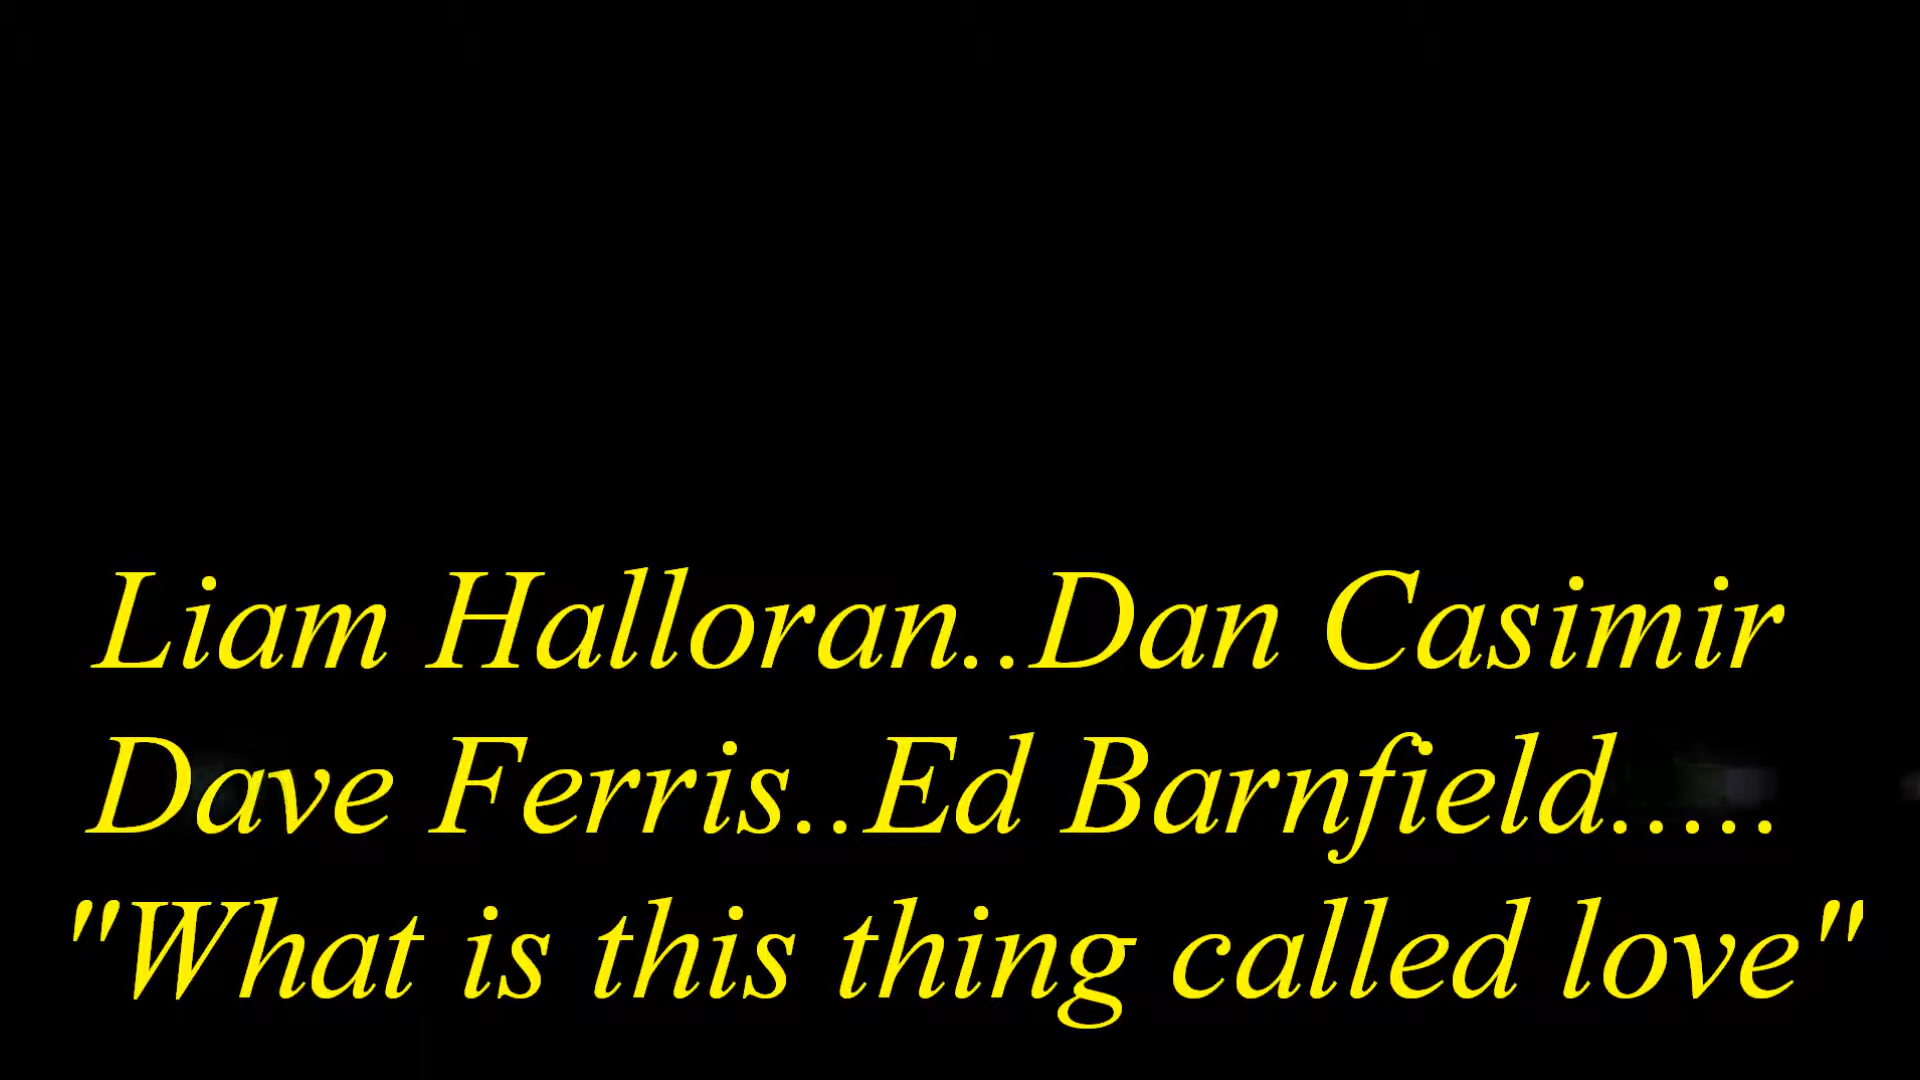 Liam Halloran..Dan Casimir
Dave Ferris..Ed Barnfield.....
"What is this thing called love"